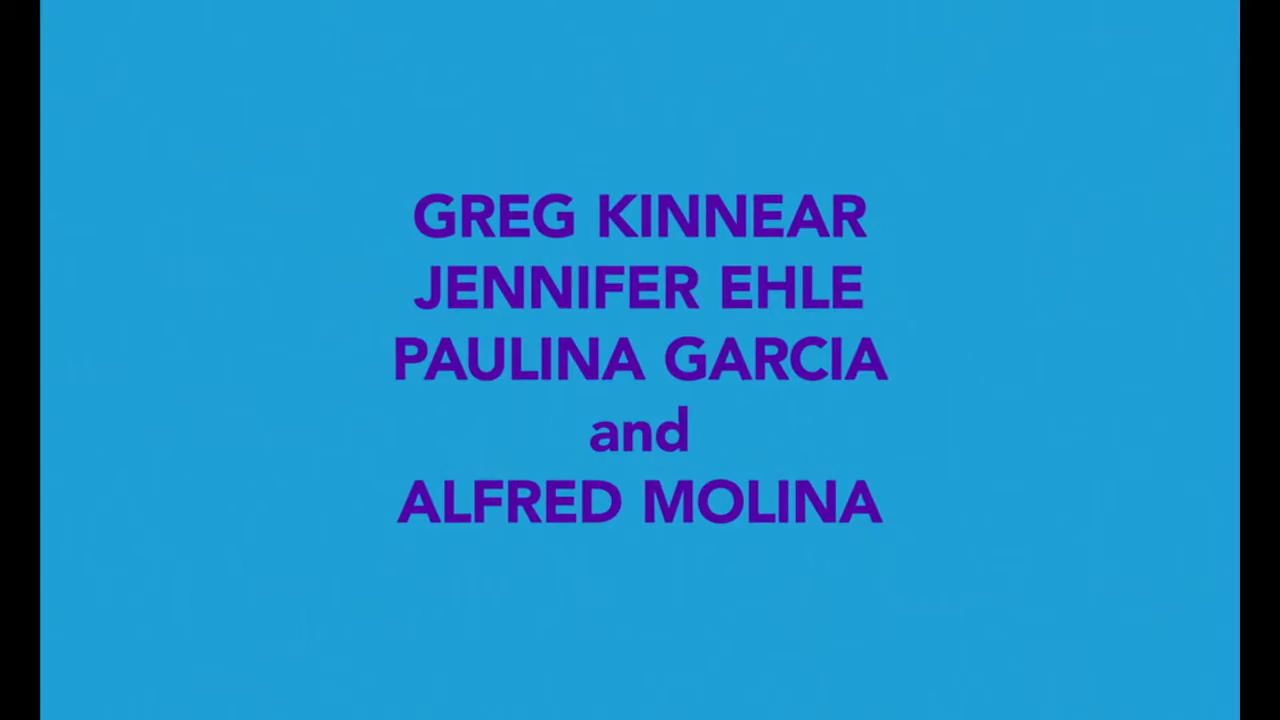 GREG KINNEAR
JENNIFER EHLE
PAULINA GARCIA
and
ALFRED MOLINA